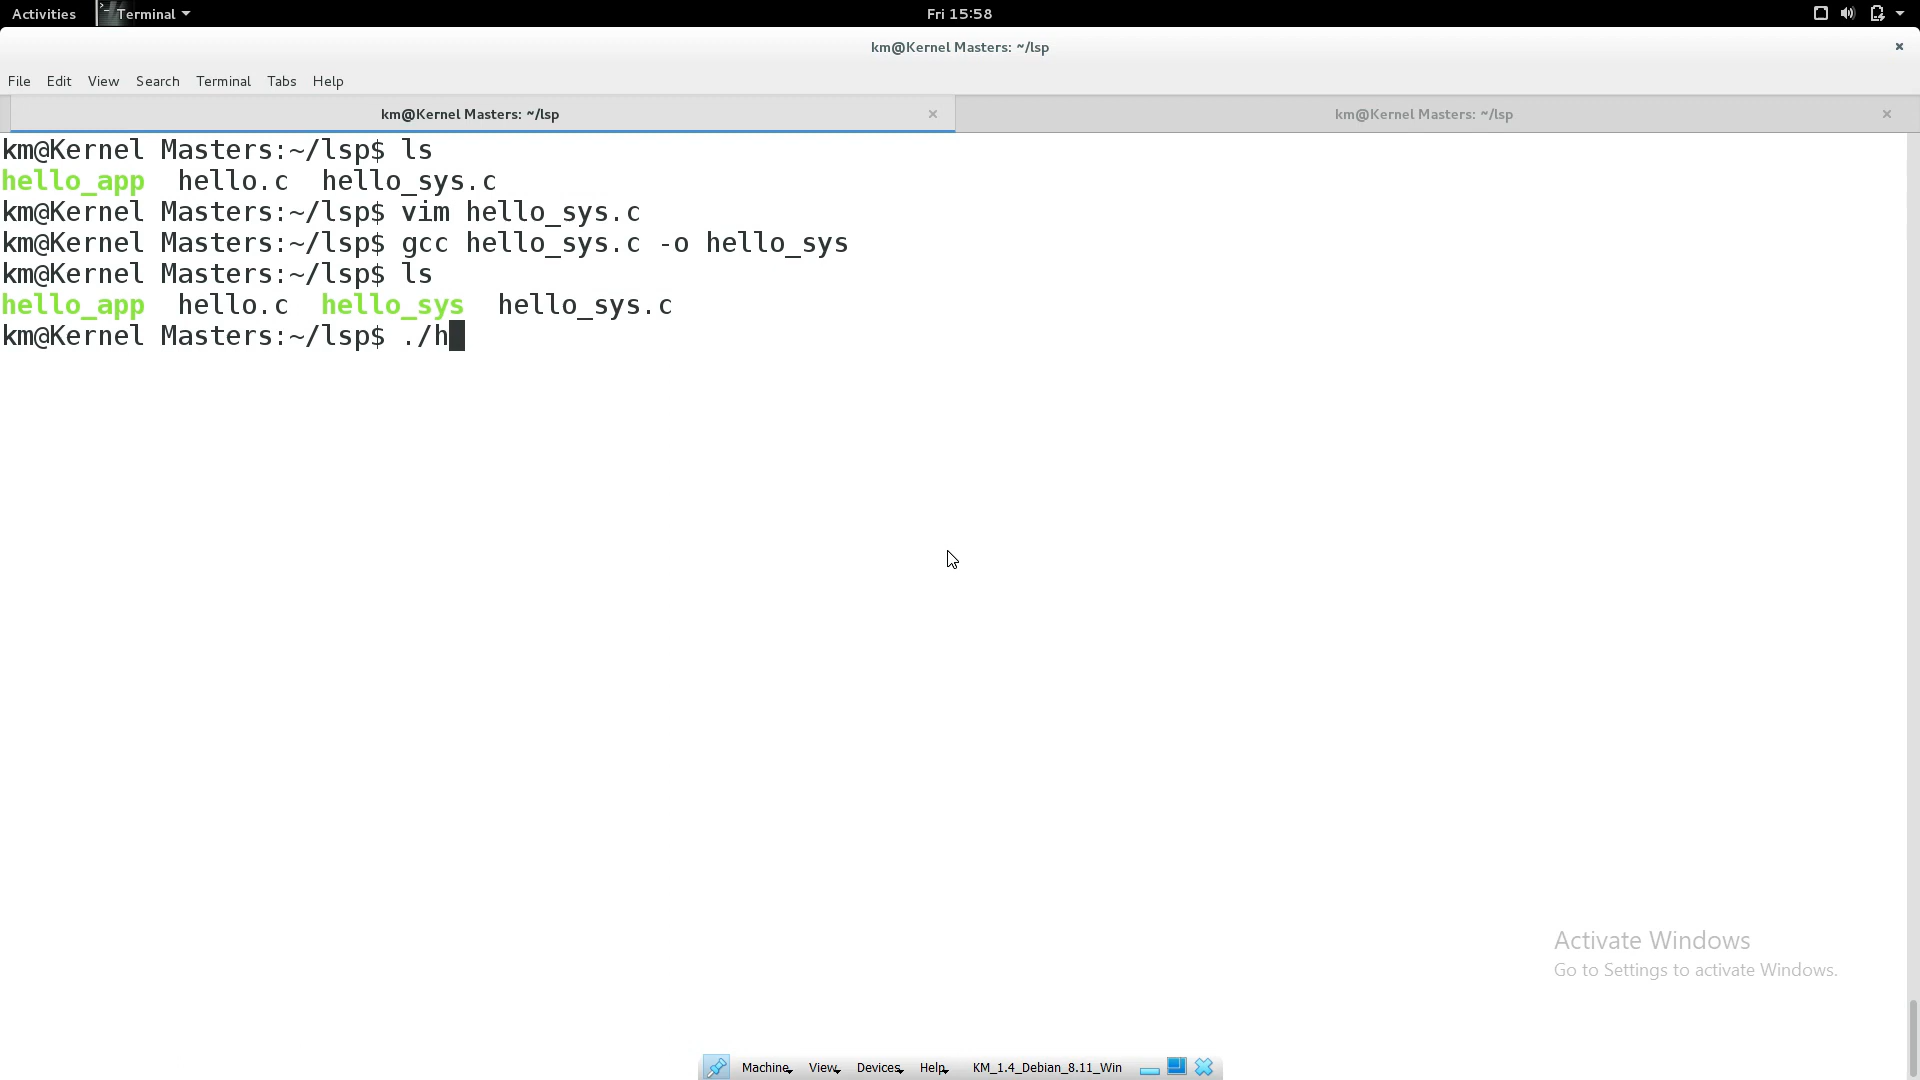 Activities Terminal Fri 15:58
km@Kernel Masters: ~/lsp
File Edit View Search Terminal Tabs Help
km@Kernel Masters: ~/lsp km@Kernel Masters: ~/lsp
km@Kernel Masters:~/lsp$ ls
hello_app hello.c hello_sys.c
km@Kernel Masters:~/lsp$ vim hello_sys.c
km@Kernel Masters:~/lsp$ gcc hello_sys.c -o hello_sys
km@Kernel Masters:~/lsp$ ls
hello_app hello.c hello_sys hello_sys.c
km@Kernel Masters:~/lsp$ ./h
Activate Windows
Go to Settings to activate Windows.
Machine View Devices Help KM_1.4_Debian_8.11_Win